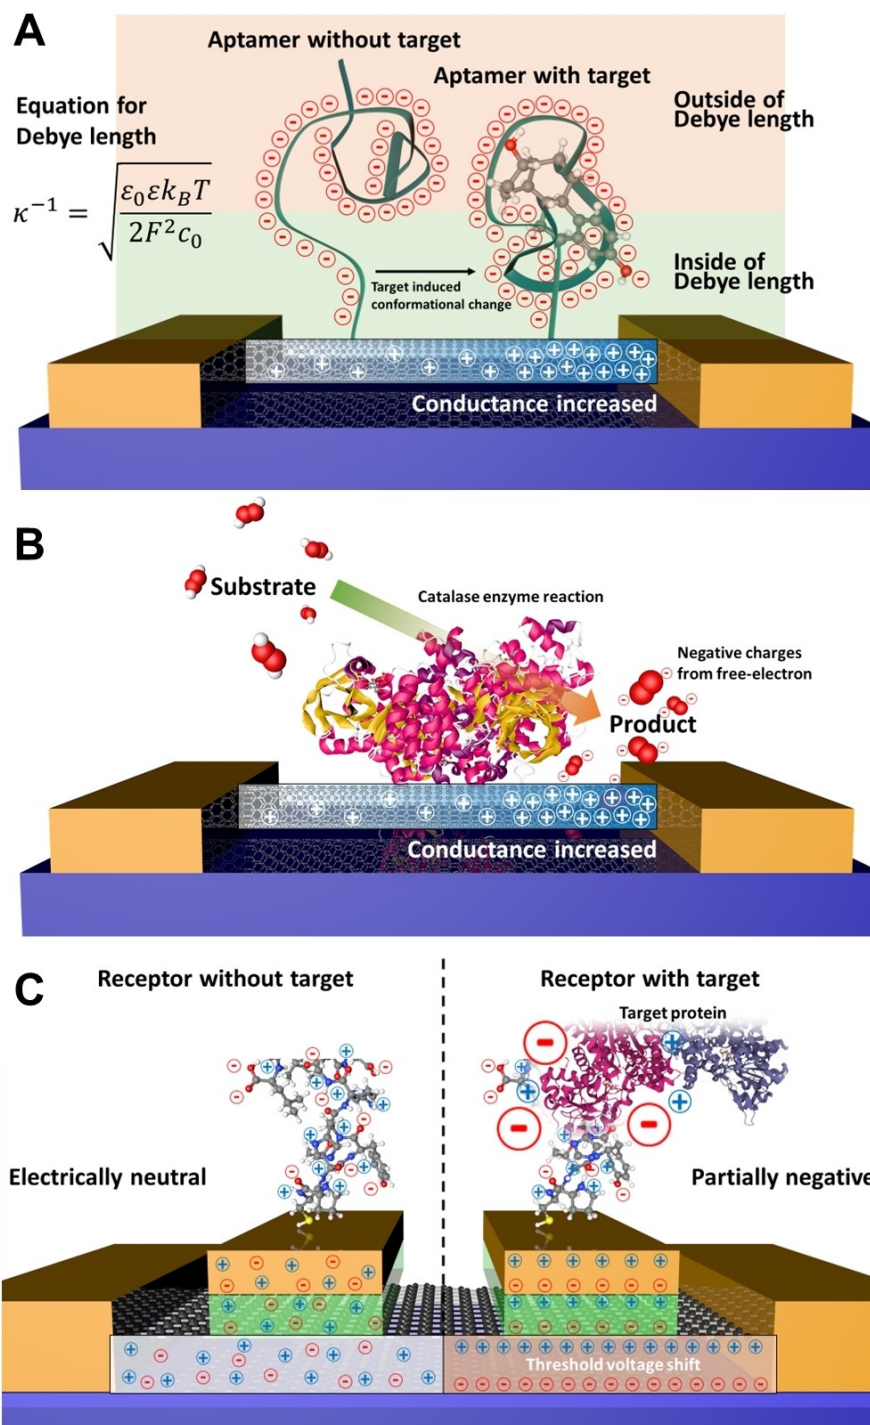 A
Aptamer without target
Aptamer with target
Equation for
Debye length
κ⁻¹ = √(ε₀εk_BT / 2F²c₀)
Outside of
Debye length
Inside of
Debye length
Target induced
conformational change
Conductance increased
B
Substrate
Catalase enzyme reaction
Negative charges
from free-electron
Product
Conductance increased
C
Receptor without target
Receptor with target
Target protein
Electrically neutral
Partially negative
Threshold voltage shift